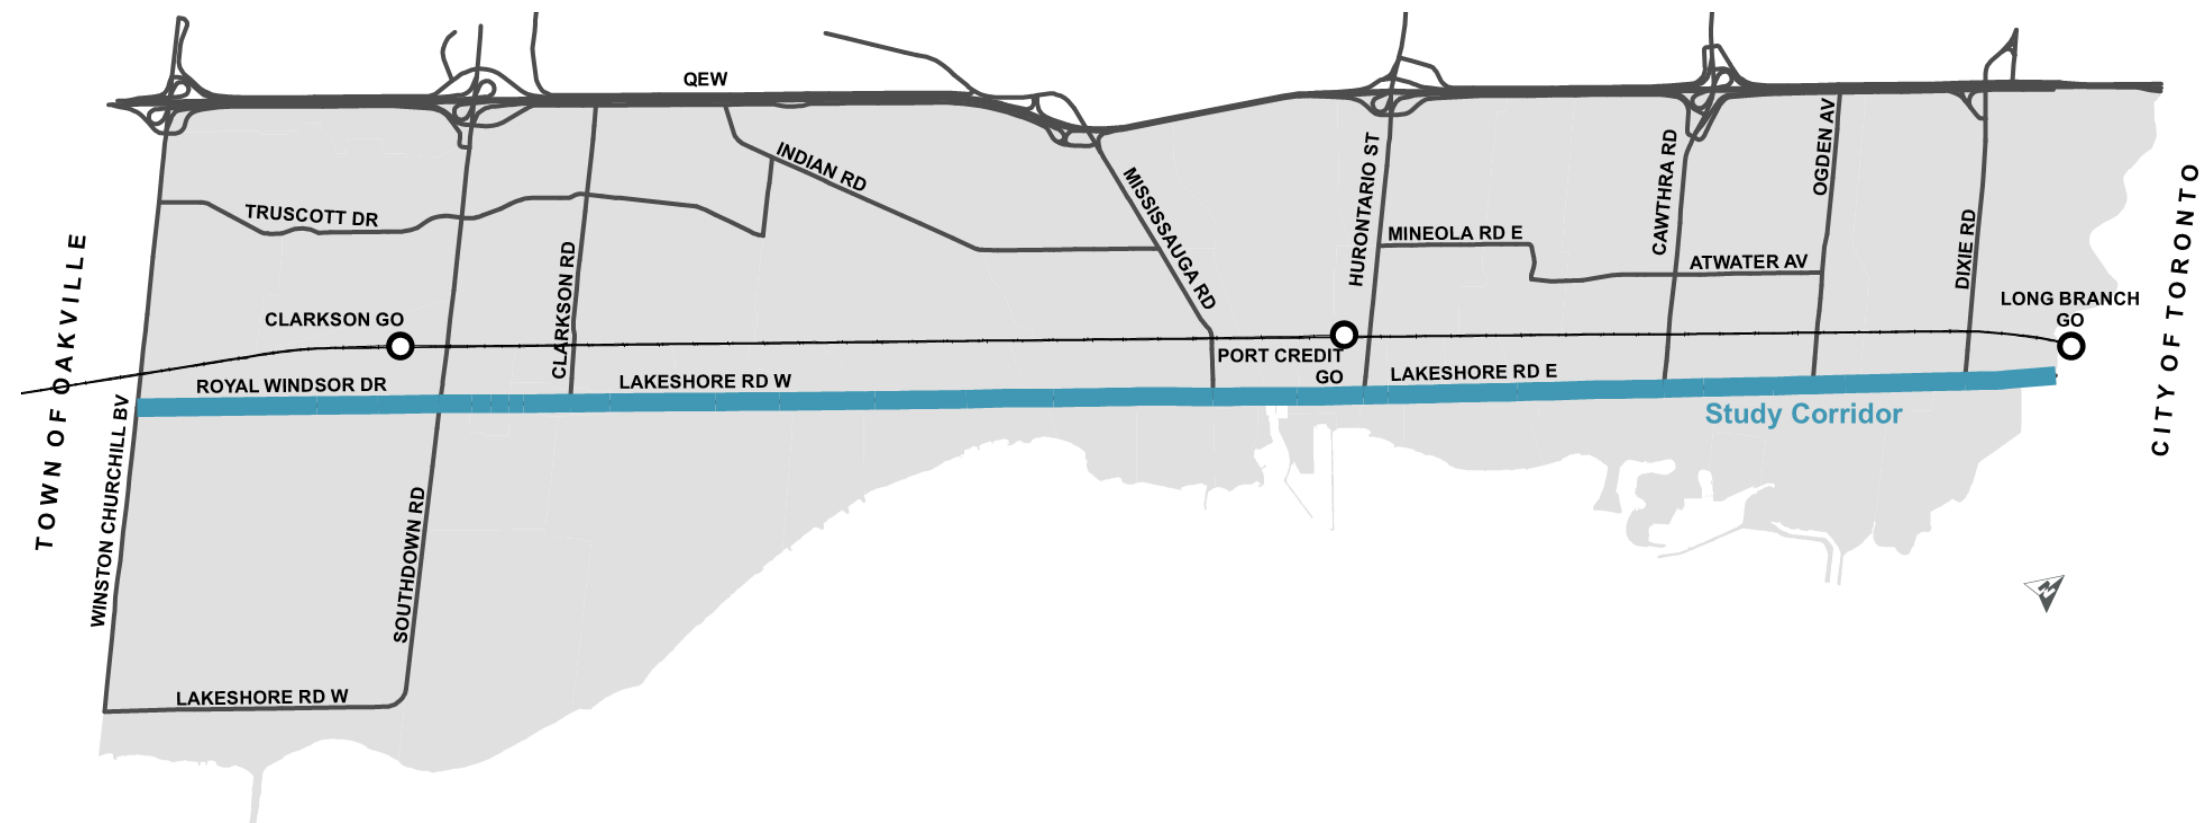 QEW
INDIAN RD
TRUSCOTT DR
MISSISSAUGA RD
HURONTARIO ST
MINEOLA RD E
CAWTHRA RD
OGDEN AV
ATWATER AV
DIXIE RD
TOWN OF OAKVILLE
CITY OF TORONTO
CLARKSON RD
CLARKSON GO
LONG BRANCH
GO
PORT CREDIT
GO
ROYAL WINDSOR DR
LAKESHORE RD W
LAKESHORE RD E
Study Corridor
WINSTON CHURCHILL BV
SOUTHDOWN RD
LAKESHORE RD W
N